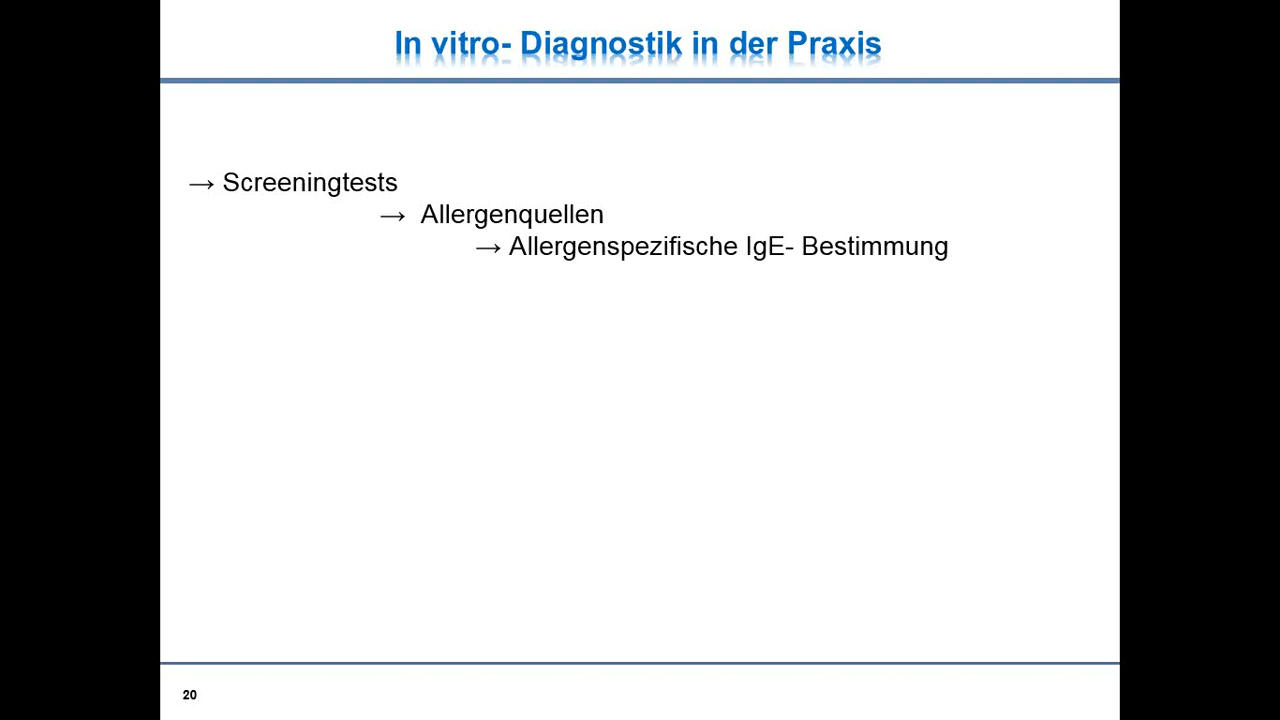 In vitro- Diagnostik in der Praxis
→ Screeningtests
→ Allergenquellen
→ Allergenspezifische IgE- Bestimmung
20